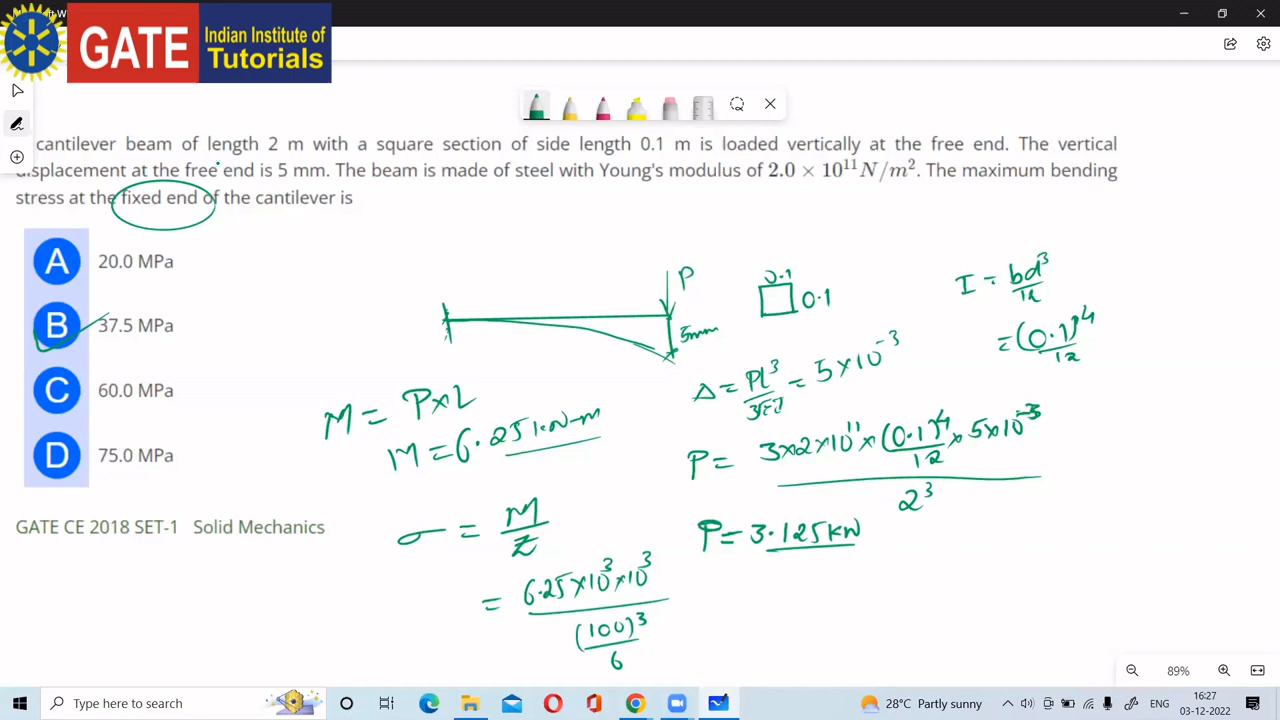 GATE
Indian Institute of
Tutorials
cantilever beam of length 2 m with a square section of side length 0.1 m is loaded vertically at the free end. The vertical
displacement at the free end is 5 mm. The beam is made of steel with Young's modulus of 2.0 × 10¹¹ N/m². The maximum bending
stress at the fixed end of the cantilever is
A 20.0 MPa
B 37.5 MPa
C 60.0 MPa
D 75.0 MPa
GATE CE 2018 SET-1 Solid Mechanics
P
5mm
0.1
0.1
I = bd³/12
= (0.1)⁴/12
Δ = Pl³/3EI = 5×10⁻³
P = 3×2×10¹¹×(0.1)⁴/12×5×10⁻³ / 2³
P = 3.125kN
M = P×L
M = 6.25kN-m
σ = M/Z
= 6.25×10³×10³ / (100)³/6
89%
Type here to search
28°C Partly sunny
16:27
03-12-2022